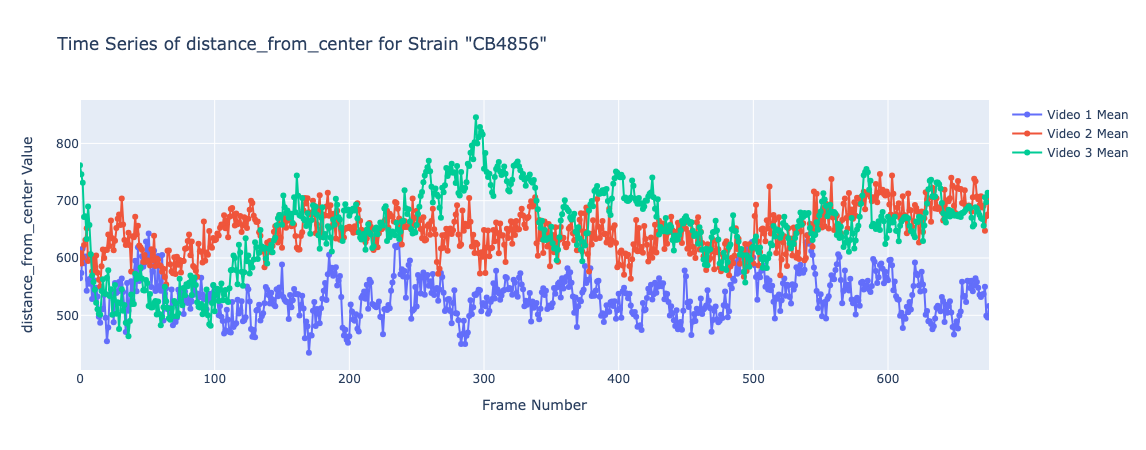 Time Series of distance_from_center for Strain "CB4856"
Video 1 Mean
Video 2 Mean
Video 3 Mean
distance_from_center Value
800
700
600
500
0 100 200 300 400 500 600
Frame Number